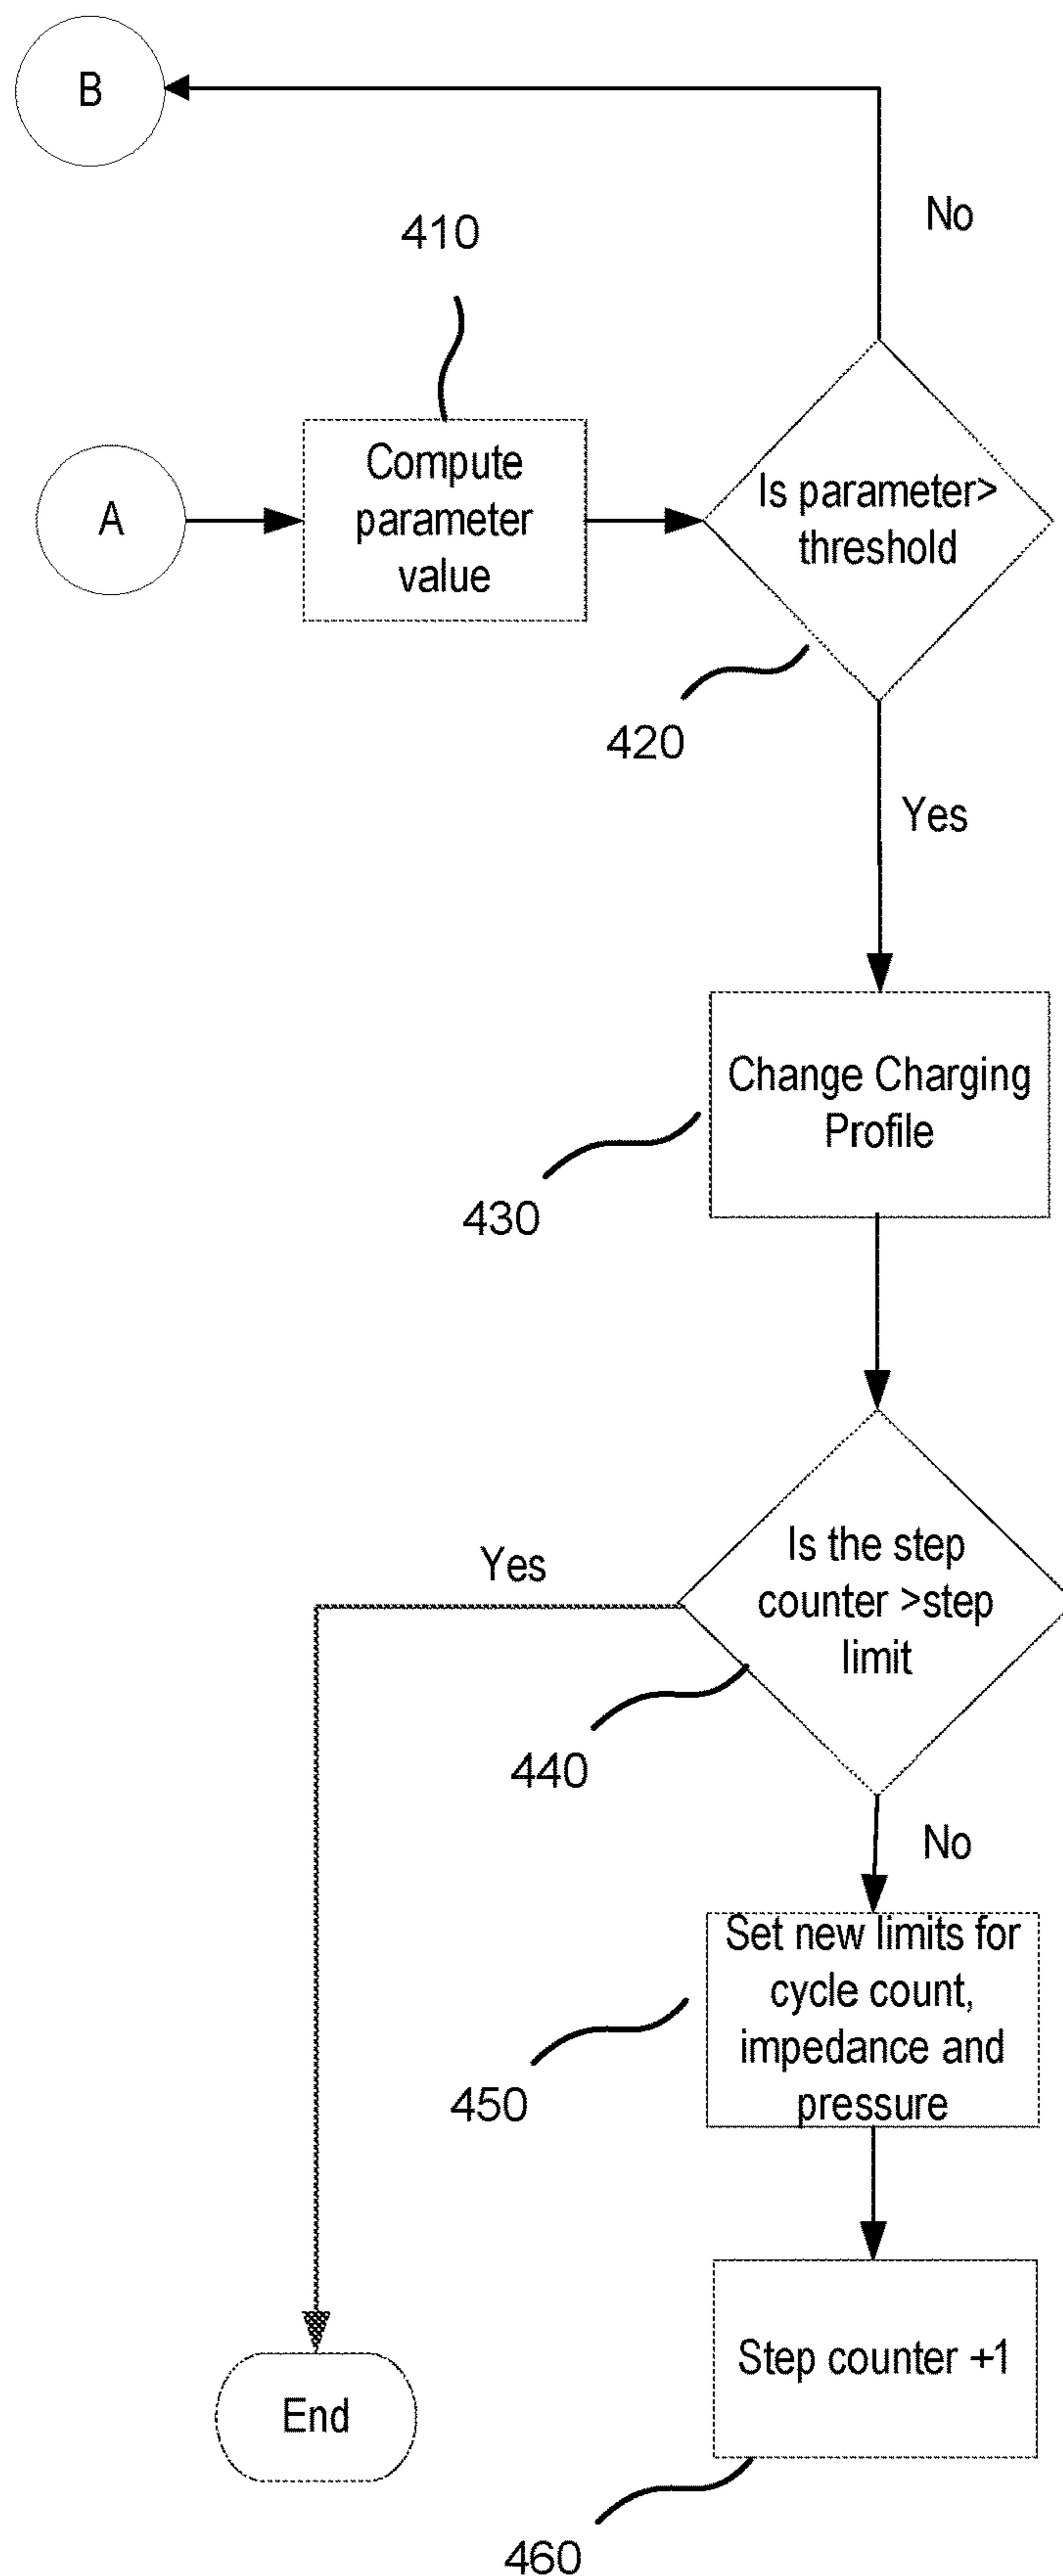 B
No
410
A
Compute
parameter
value
Is parameter>
threshold
420
Yes
Change Charging
Profile
430
Is the step
counter >step
limit
Yes
440
No
Set new limits for
cycle count,
impedance and
pressure
450
Step counter +1
End
460